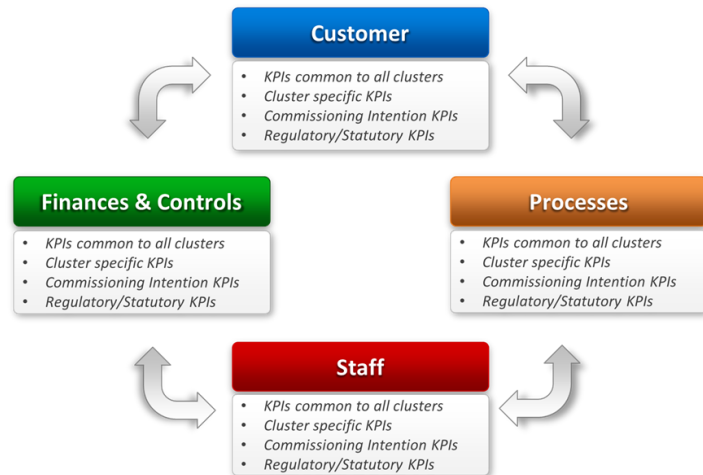 Customer
• KPIs common to all clusters
• Cluster specific KPIs
• Commissioning Intention KPIs
• Regulatory/Statutory KPIs
Finances & Controls
• KPIs common to all clusters
• Cluster specific KPIs
• Commissioning Intention KPIs
• Regulatory/Statutory KPIs
Processes
• KPIs common to all clusters
• Cluster specific KPIs
• Commissioning Intention KPIs
• Regulatory/Statutory KPIs
Staff
• KPIs common to all clusters
• Cluster specific KPIs
• Commissioning Intention KPIs
• Regulatory/Statutory KPIs